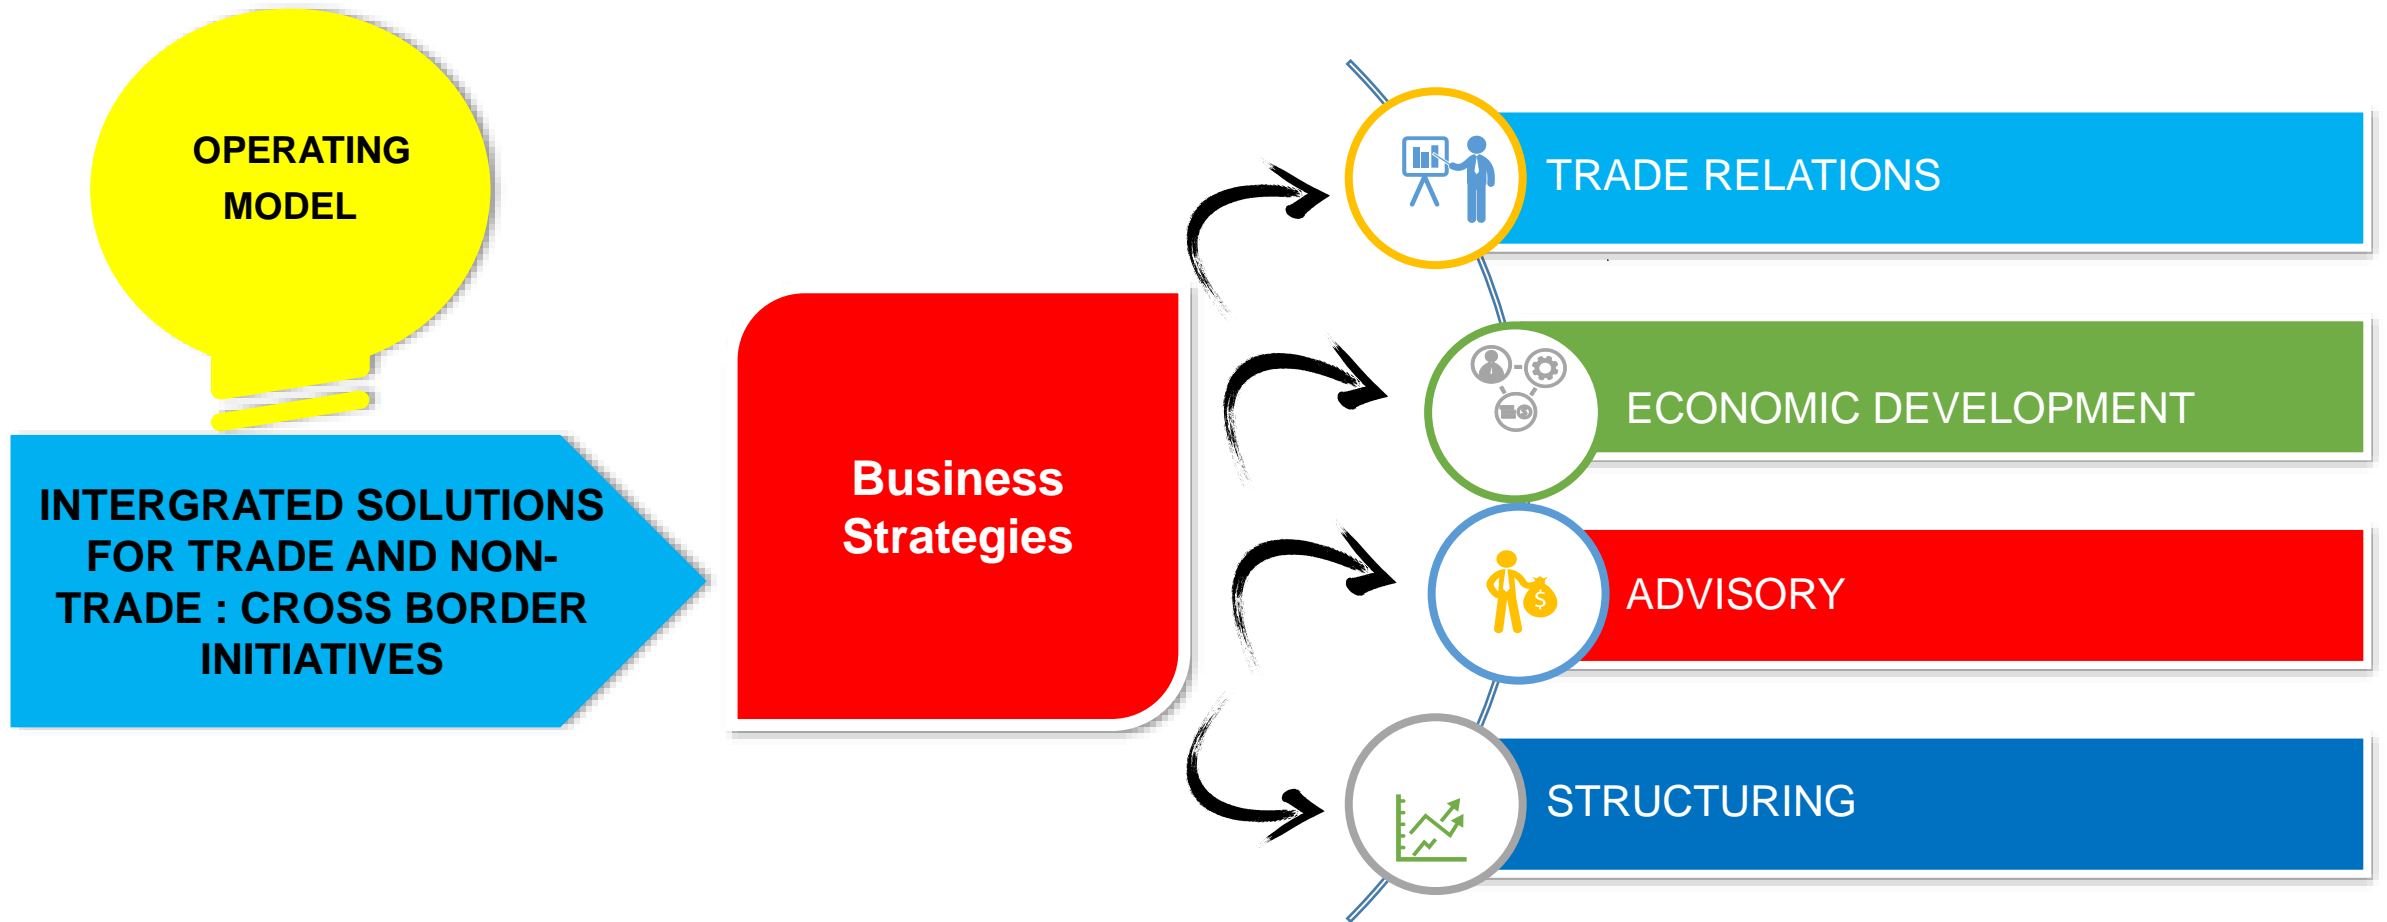 OPERATING
MODEL
INTERGRATED SOLUTIONS
FOR TRADE AND NON-
TRADE : CROSS BORDER
INITIATIVES
Business
Strategies
TRADE RELATIONS
ECONOMIC DEVELOPMENT
ADVISORY
STRUCTURING